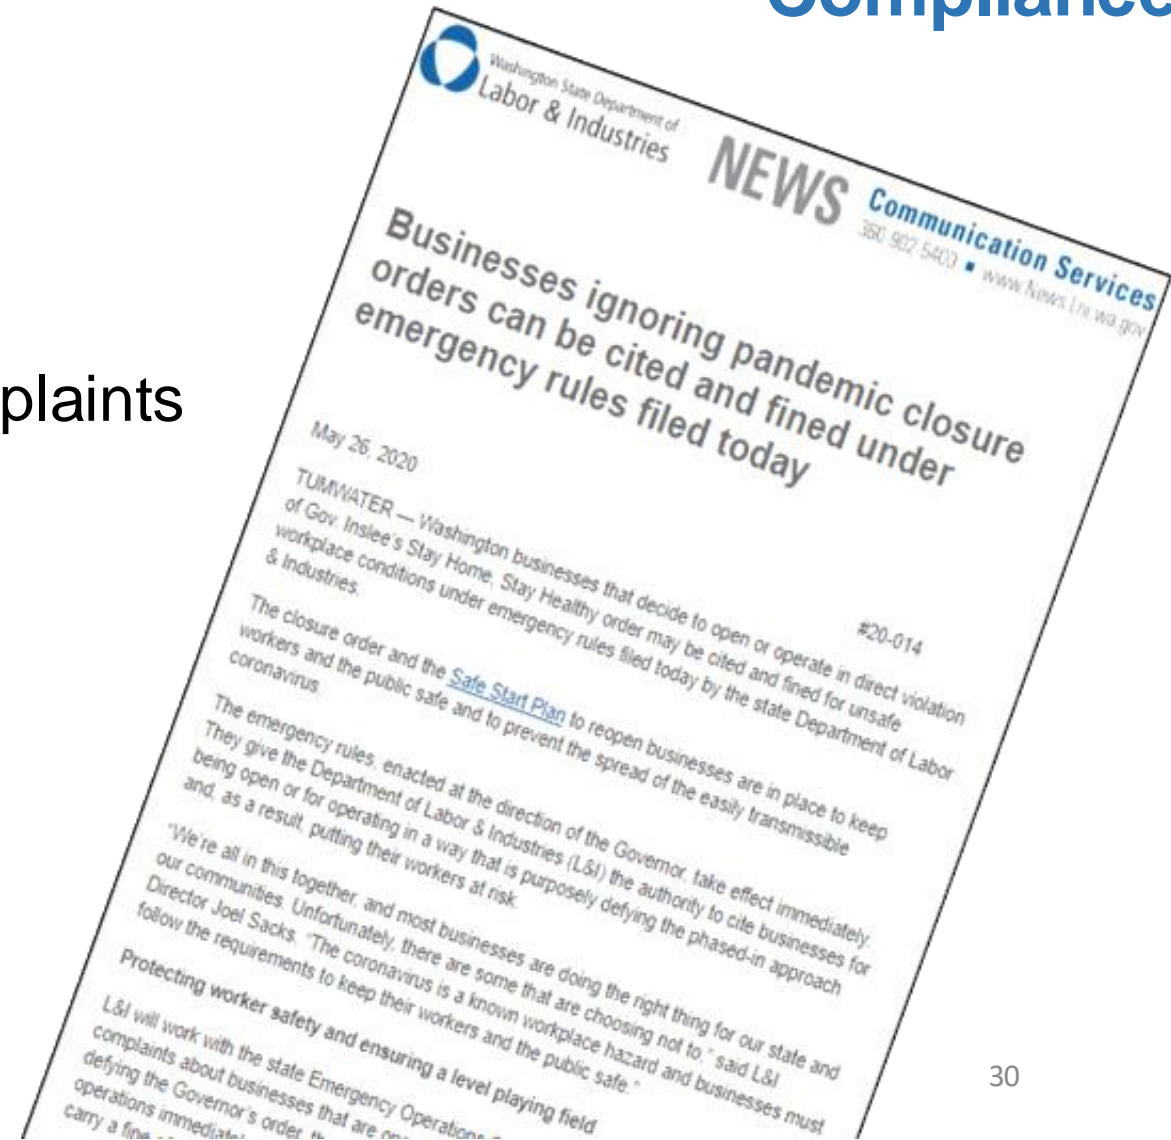 Compliance
plaints
Washington State Department of
Labor & Industries
NEWS
Communication Services
360-902-5403 ▪ www.News.Lni.wa.gov
Businesses ignoring pandemic closure
orders can be cited and fined under
emergency rules filed today
May 26, 2020
#20-014
TUMWATER — Washington businesses that decide to open or operate in direct violation
of Gov. Inslee's Stay Home, Stay Healthy order may be cited and fined for unsafe
workplace conditions under emergency rules filed today by the state Department of Labor
& Industries.
The closure order and the Safe Start Plan to reopen businesses are in place to keep
workers and the public safe and to prevent the spread of the easily transmissible
coronavirus.
The emergency rules, enacted at the direction of the Governor, take effect immediately.
They give the Department of Labor & Industries (L&I) the authority to cite businesses for
being open or for operating in a way that is purposely defying the phased-in approach
and, as a result, putting their workers at risk.
"We're all in this together, and most businesses are doing the right thing for our state and
our communities. Unfortunately, there are some that are choosing not to," said L&I
Director Joel Sacks. "The coronavirus is a known workplace hazard and businesses must
follow the requirements to keep their workers and the public safe."
Protecting worker safety and ensuring a level playing field
L&I will work with the state Emergency Operations
complaints about businesses that are
defying the Governor's order,
operations
carry a fine
30